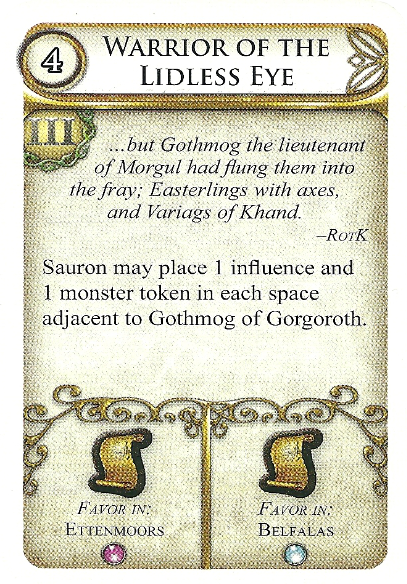 4
WARRIOR OF THE
LIDLESS EYE
III
...but Gothmog the lieutenant
of Morgul had flung them into
the fray; Easterlings with axes,
and Variags of Khand.
–ROTK
Sauron may place 1 influence and
1 monster token in each space
adjacent to Gothmog of Gorgoroth.
FAVOR IN:
ETTENMOORS
FAVOR IN:
BELFALAS